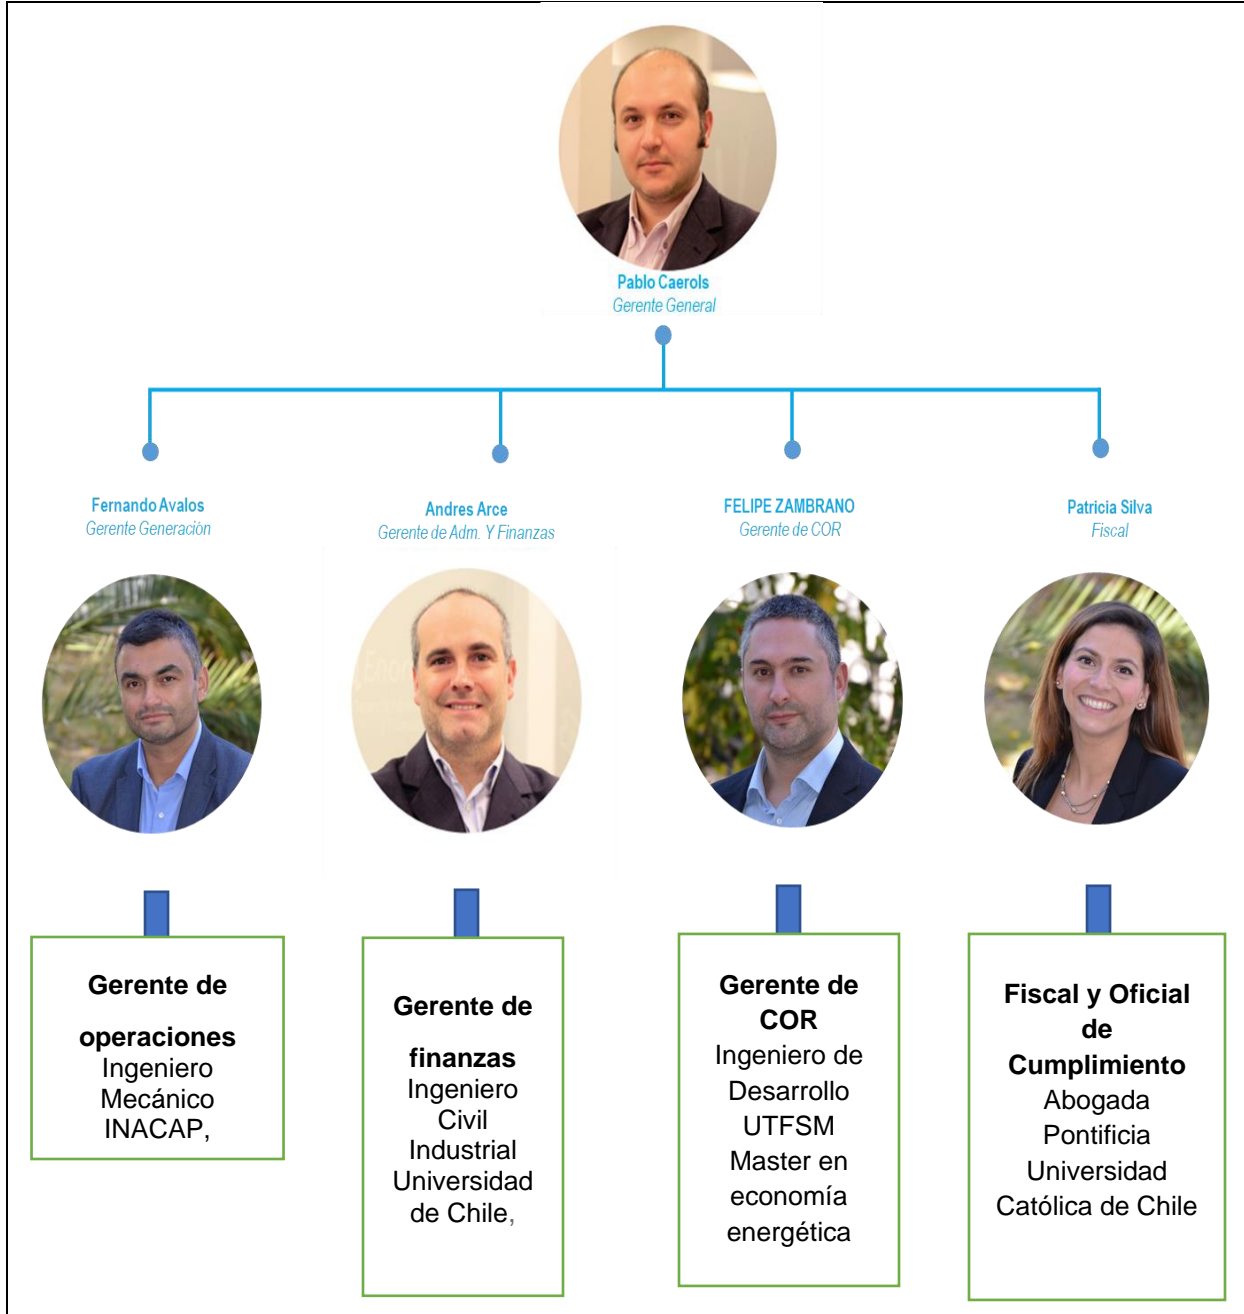 Pablo Caerols
Gerente General
Fernando Avalos
Gerente Generación
Andres Arce
Gerente de Adm. Y Finanzas
FELIPE ZAMBRANO
Gerente de COR
Patricia Silva
Fiscal
Gerente de
operaciones
Ingeniero
Mecánico
INACAP,
Gerente de
finanzas
Ingeniero
Civil
Industrial
Universidad
de Chile,
Gerente de
COR
Ingeniero de
Desarrollo
UTFSM
Master en
economía
energética
Fiscal y Oficial
de
Cumplimiento
Abogada
Pontificia
Universidad
Católica de Chile